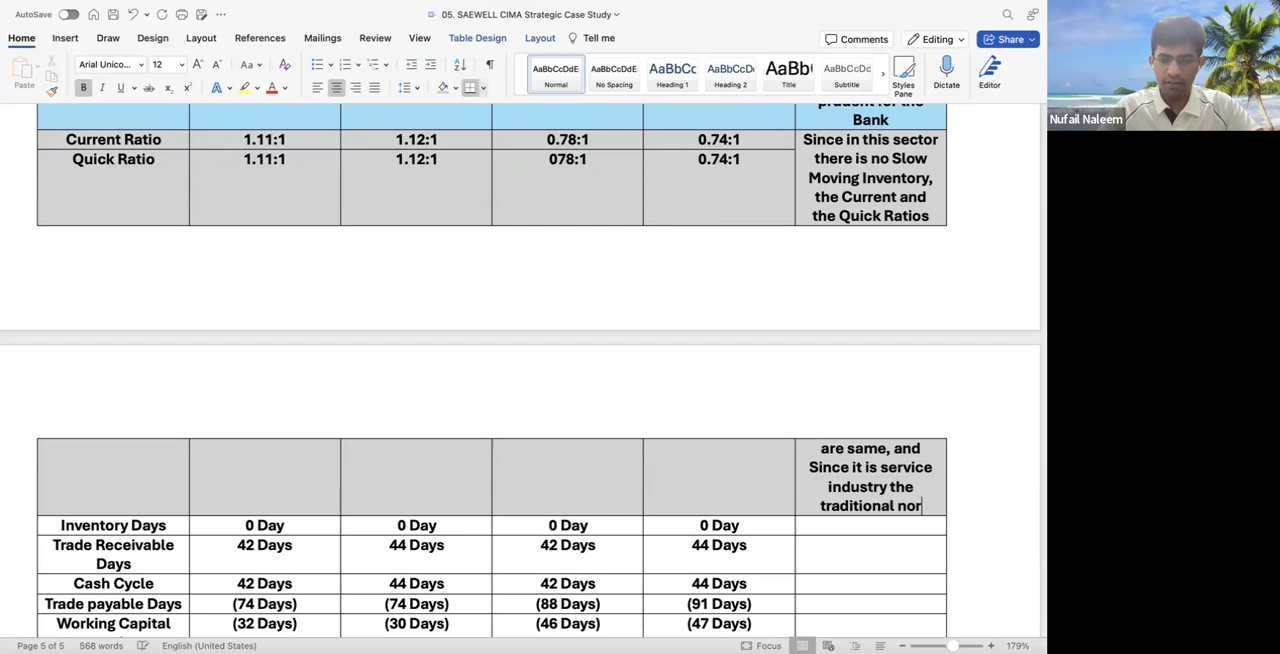 AutoSave
05. SAEWELL CIMA Strategic Case Study
Home Insert Draw Design Layout References Mailings Review View Table Design Layout Tell me
Comments Editing Share
Paste
Arial Unico... 12
AaBbCcDdE AaBbCcDdE AaBbCc AaBbCcDc AaBb( AaBbCcDd
Normal No Spacing Heading 1 Heading 2 Title Subtitle
Styles Pane
Dictate
Editor
Nufail Naleem
prudent for the
Bank
Current Ratio 1.11:1 1.12:1 0.78:1 0.74:1 Since in this sector
Quick Ratio 1.11:1 1.12:1 078:1 0.74:1 there is no Slow
Moving Inventory,
the Current and
the Quick Ratios
are same, and
Since it is service
industry the
traditional nor
Inventory Days 0 Day 0 Day 0 Day 0 Day
Trade Receivable 42 Days 44 Days 42 Days 44 Days
Days
Cash Cycle 42 Days 44 Days 42 Days 44 Days
Trade payable Days (74 Days) (74 Days) (88 Days) (91 Days)
Working Capital (32 Days) (30 Days) (46 Days) (47 Days)
Page 5 of 5 568 words English (United States) Focus 179%